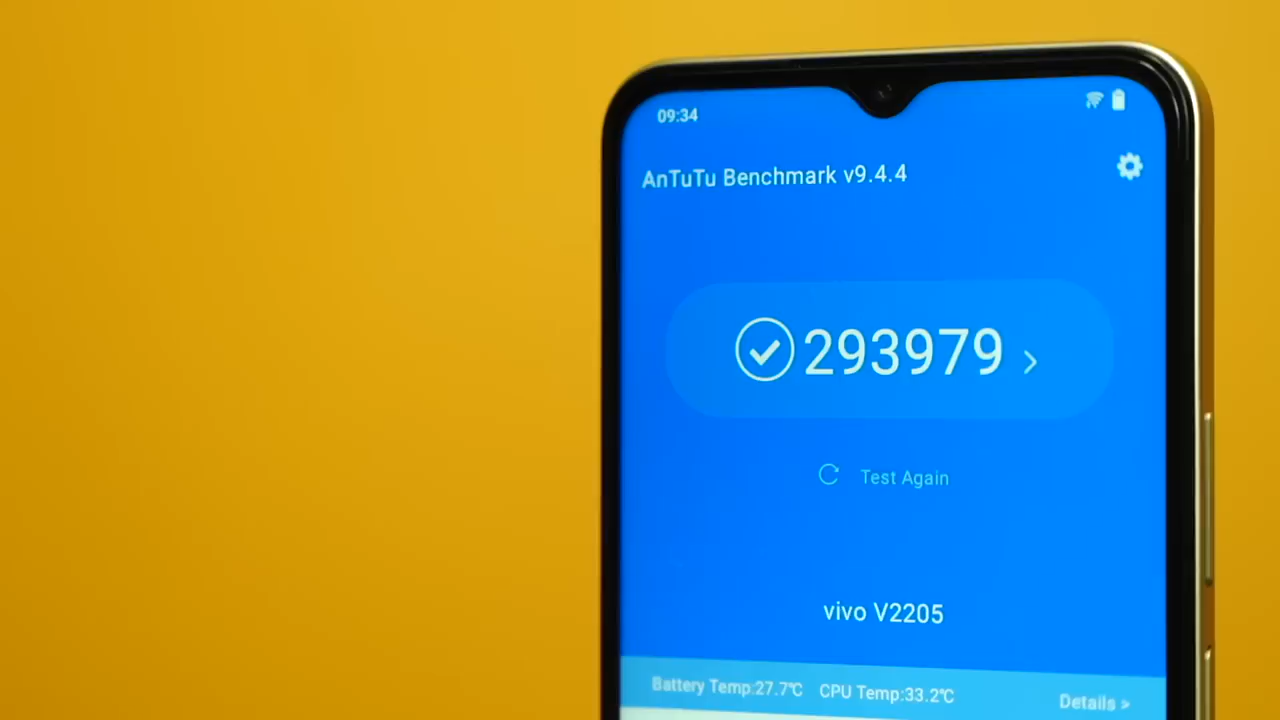 09:34
AnTuTu Benchmark v9.4.4
293979 >
Test Again
vivo V2205
Battery Temp:27.7℃ CPU Temp:33.2℃ Details >